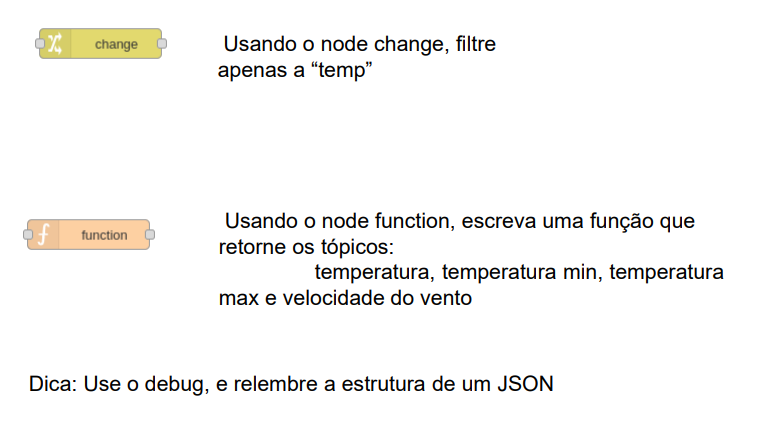 change
Usando o node change, filtre
apenas a “temp”
function
Usando o node function, escreva uma função que
retorne os tópicos:
temperatura, temperatura min, temperatura
max e velocidade do vento
Dica: Use o debug, e relembre a estrutura de um JSON